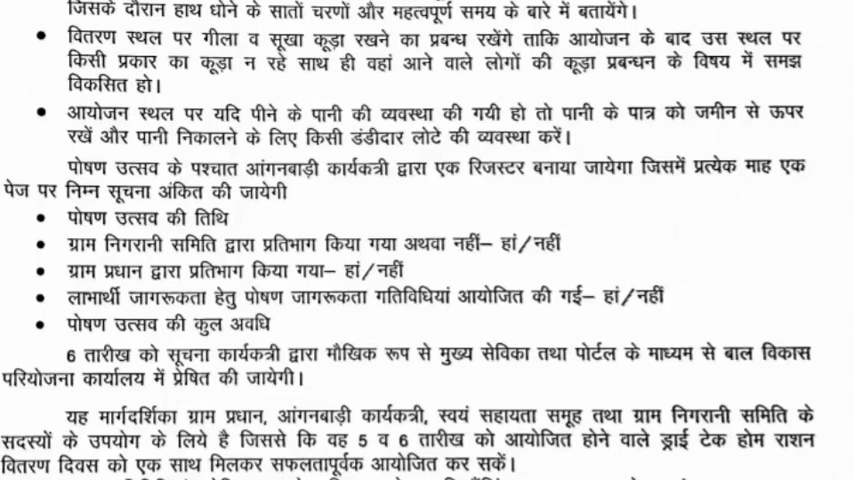 जिसके दौरान हाथ धोने के सातों चरणों और महत्वपूर्ण समय के बारे में बतायेंगे।
• वितरण स्थल पर गीला व सूखा कूड़ा रखने का प्रबन्ध रखेंगे ताकि आयोजन के बाद उस स्थल पर
किसी प्रकार का कूड़ा न रहे साथ ही वहां आने वाले लोगों की कूड़ा प्रबन्धन के विषय में समझ
विकसित हो।
• आयोजन स्थल पर यदि पीने के पानी की व्यवस्था की गयी हो तो पानी के पात्र को जमीन से ऊपर
रखें और पानी निकालने के लिए किसी डंडीदार लोटे की व्यवस्था करें।
पोषण उत्सव के पश्चात आंगनबाड़ी कार्यकत्री द्वारा एक रिजस्टर बनाया जायेगा जिसमें प्रत्येक माह एक
पेज पर निम्न सूचना अंकित की जायेगी
• पोषण उत्सव की तिथि
• ग्राम निगरानी समिति द्वारा प्रतिभाग किया गया अथवा नहीं– हां/नहीं
• ग्राम प्रधान द्वारा प्रतिभाग किया गया– हां/नहीं
• लाभार्थी जागरूकता हेतु पोषण जागरूकता गतिविधियां आयोजित की गई– हां/नहीं
• पोषण उत्सव की कुल अवधि
6 तारीख को सूचना कार्यकत्री द्वारा मौखिक रूप से मुख्य सेविका तथा पोर्टल के माध्यम से बाल विकास
परियोजना कार्यालय में प्रेषित की जायेगी।
यह मार्गदर्शिका ग्राम प्रधान, आंगनबाड़ी कार्यकत्री, स्वयं सहायता समूह तथा ग्राम निगरानी समिति के
सदस्यों के उपयोग के लिये है जिससे कि वह 5 व 6 तारीख को आयोजित होने वाले ड्राई टेक होम राशन
वितरण दिवस को एक साथ मिलकर सफलतापूर्वक आयोजित कर सकें।